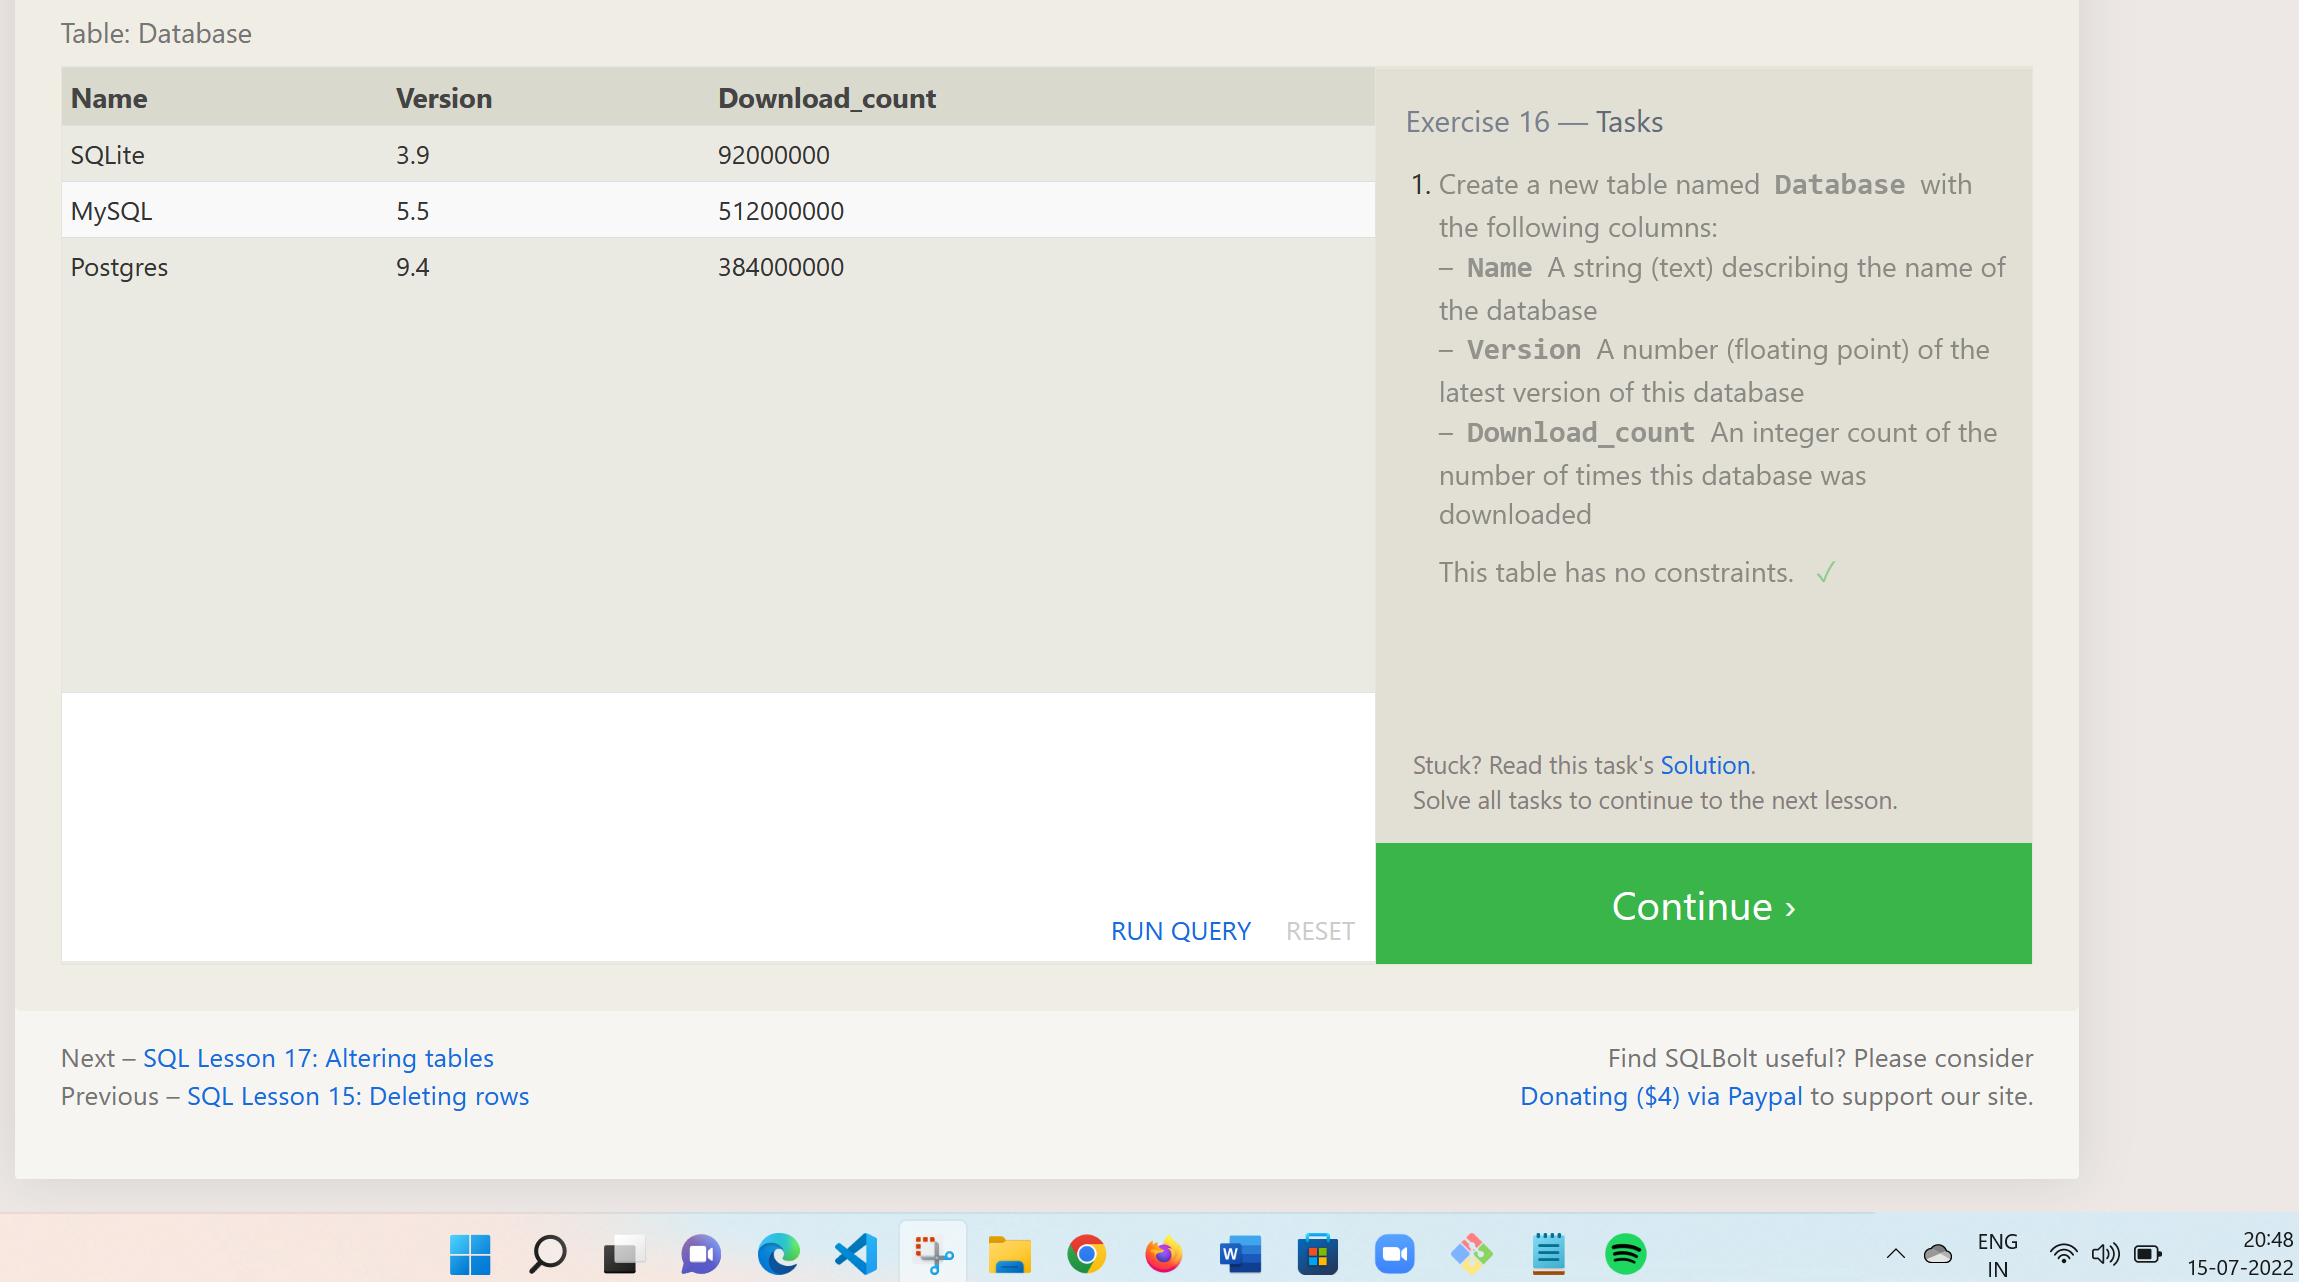 Table: Database
Name Version Download_count
SQLite 3.9 92000000
MySQL 5.5 512000000
Postgres 9.4 384000000
RUN QUERY RESET
Exercise 16 — Tasks
1. Create a new table named Database with
the following columns:
– Name A string (text) describing the name of
the database
– Version A number (floating point) of the
latest version of this database
– Download_count An integer count of the
number of times this database was
downloaded
This table has no constraints. ✓
Stuck? Read this task's Solution.
Solve all tasks to continue to the next lesson.
Continue ›
Next – SQL Lesson 17: Altering tables
Previous – SQL Lesson 15: Deleting rows
Find SQLBolt useful? Please consider
Donating ($4) via Paypal to support our site.
W
ENG
IN
20:48
15-07-2022